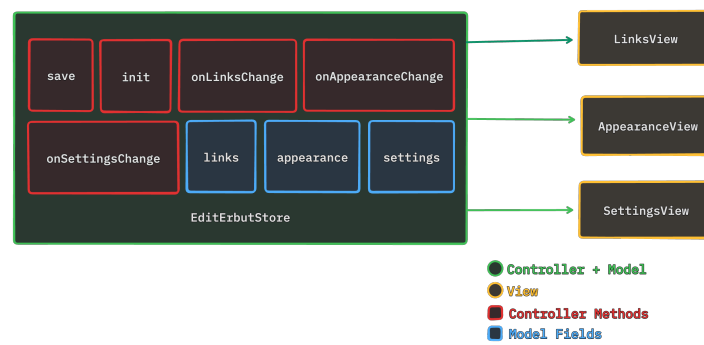 save
init
onLinksChange
onAppearanceChange
onSettingsChange
links
appearance
settings
EditErbutStore
LinksView
AppearanceView
SettingsView
Controller + Model
View
Controller Methods
Model Fields